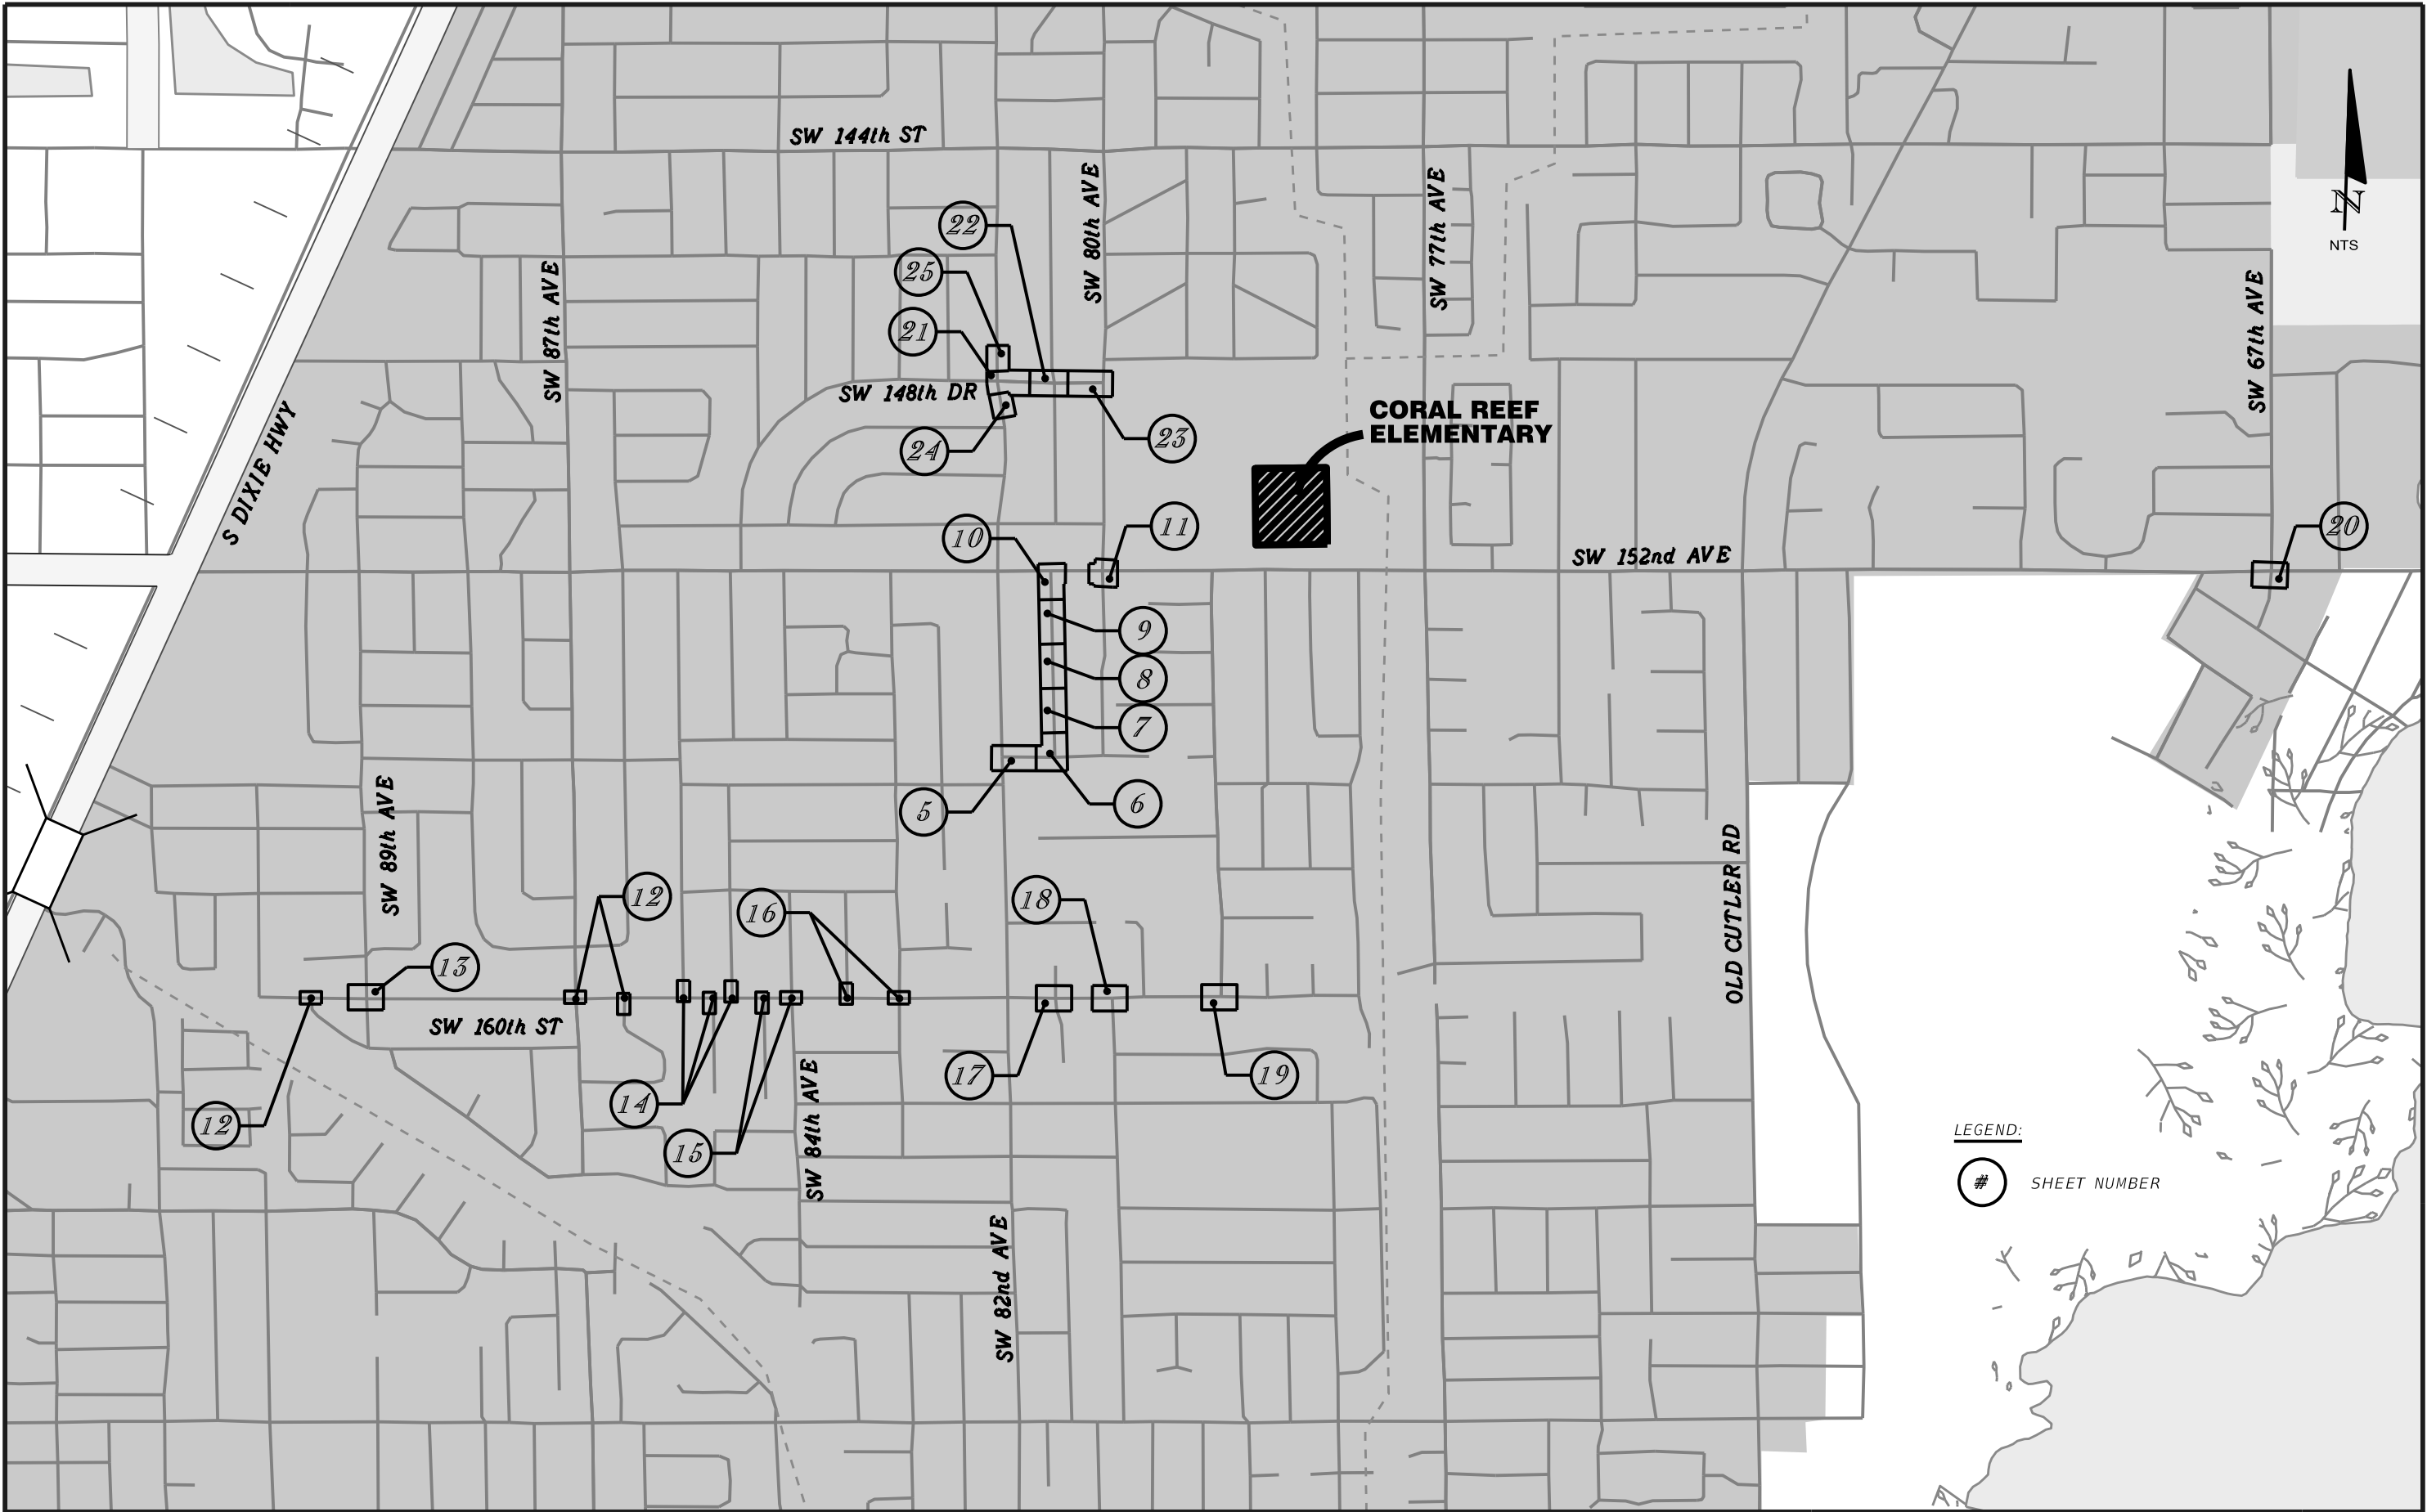 SW 144th ST
SW 80th AVE
SW 77th AVE
N
NTS
22
25
21
SW 87th AVE
SW 67th AVE
SW 148th DR
24
23
CORAL REEF
ELEMENTARY
S DIXIE HWY
10
11
SW 152nd AVE
20
9
8
7
5
6
SW 89th AVE
OLD CUTLER RD
12
16
18
13
SW 160th ST
17
19
14
12
15
SW 84th AVE
LEGEND:
# SHEET NUMBER
SW 82nd AVE